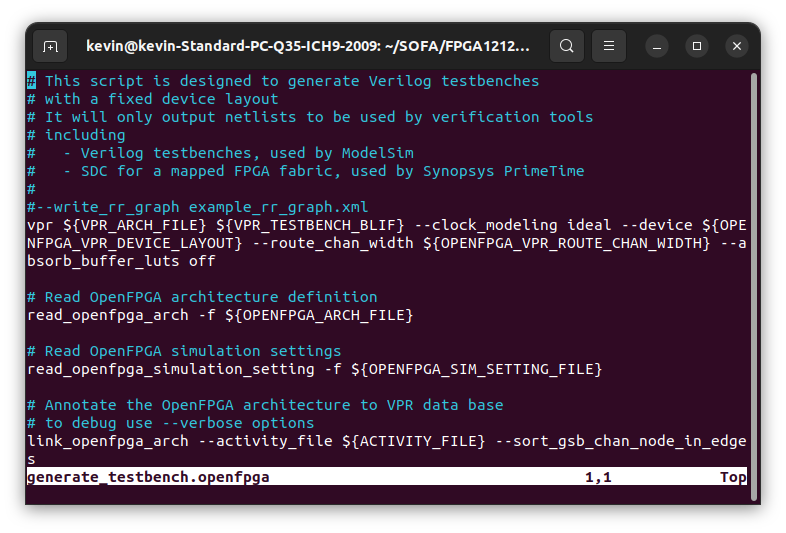 kevin@kevin-Standard-PC-Q35-ICH9-2009: ~/SOFA/FPGA1212...
# This script is designed to generate Verilog testbenches
# with a fixed device layout
# It will only output netlists to be used by verification tools
# including
#   - Verilog testbenches, used by ModelSim
#   - SDC for a mapped FPGA fabric, used by Synopsys PrimeTime
#
#--write_rr_graph example_rr_graph.xml
vpr ${VPR_ARCH_FILE} ${VPR_TESTBENCH_BLIF} --clock_modeling ideal --device ${OPE
NFPGA_VPR_DEVICE_LAYOUT} --route_chan_width ${OPENFPGA_VPR_ROUTE_CHAN_WIDTH} --a
bsorb_buffer_luts off
# Read OpenFPGA architecture definition
read_openfpga_arch -f ${OPENFPGA_ARCH_FILE}
# Read OpenFPGA simulation settings
read_openfpga_simulation_setting -f ${OPENFPGA_SIM_SETTING_FILE}
# Annotate the OpenFPGA architecture to VPR data base
# to debug use --verbose options
link_openfpga_arch --activity_file ${ACTIVITY_FILE} --sort_gsb_chan_node_in_edge
s
generate_testbench.openfpga 1,1 Top